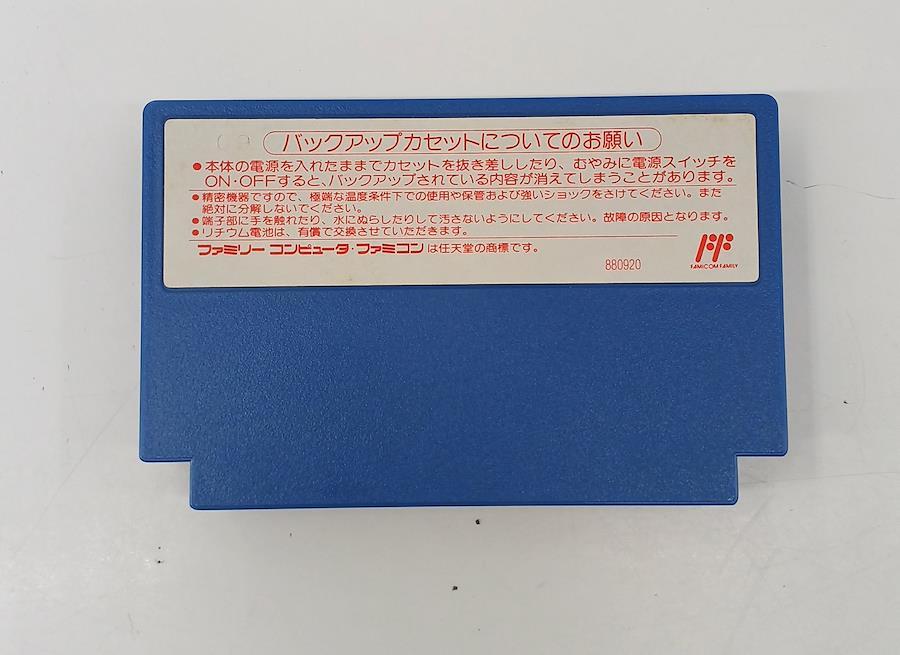 バックアップカセットについてのお願い
●本体の電源を入れたままでカセットを抜き差ししたり、むやみに電源スイッチを
ON・OFFすると、バックアップされている内容が消えてしまうことがあります。
●精密機器ですので、極端な温度条件下での使用や保管および強いショックをさけてください。また
絶対に分解しないでください。
●端子部に手を触れたり、水にぬらしたりして汚さないようにしてください。故障の原因となります。
●リチウム電池は、有償で交換させていただきます。
ファミリー コンピュータ・ファミコン は任天堂の商標です。
880920
FAMICOM FAMILY